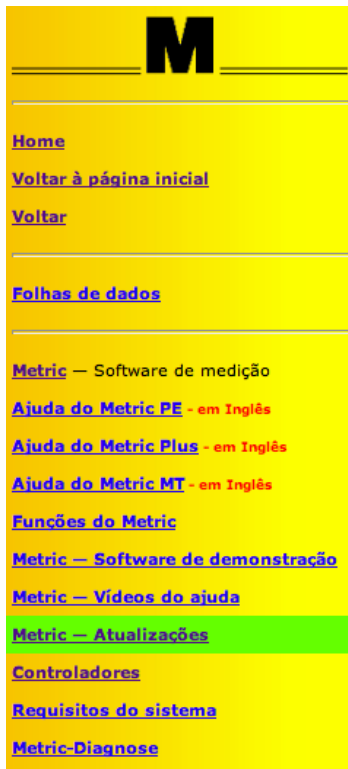 M
Home
Voltar à página inicial
Voltar
Folhas de dados
Metric — Software de medição
Ajuda do Metric PE - em Inglês
Ajuda do Metric Plus - em Inglês
Ajuda do Metric MT - em Inglês
Funções do Metric
Metric — Software de demonstração
Metric — Vídeos do ajuda
Metric — Atualizações
Controladores
Requisitos do sistema
Metric-Diagnose